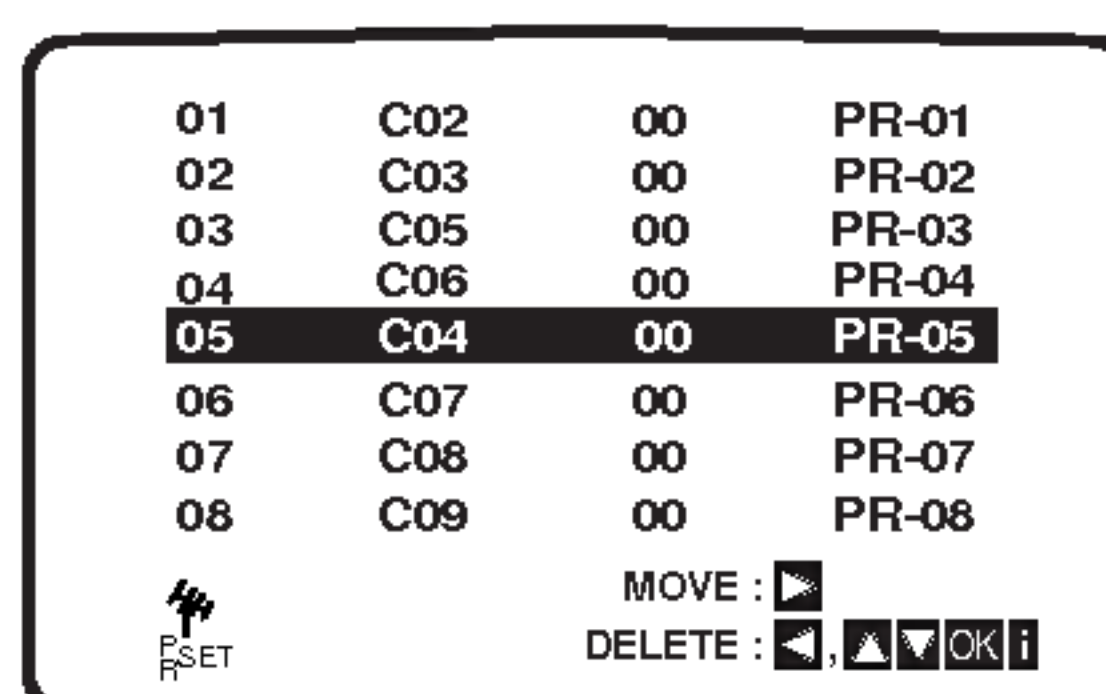 01 C02 00 PR-01
02 C03 00 PR-02
03 C05 00 PR-03
04 C06 00 PR-04
05 C04 00 PR-05
06 C07 00 PR-06
07 C08 00 PR-07
08 C09 00 PR-08
MOVE : ▷
PR SET DELETE : ◁ , △ ▽ OK i